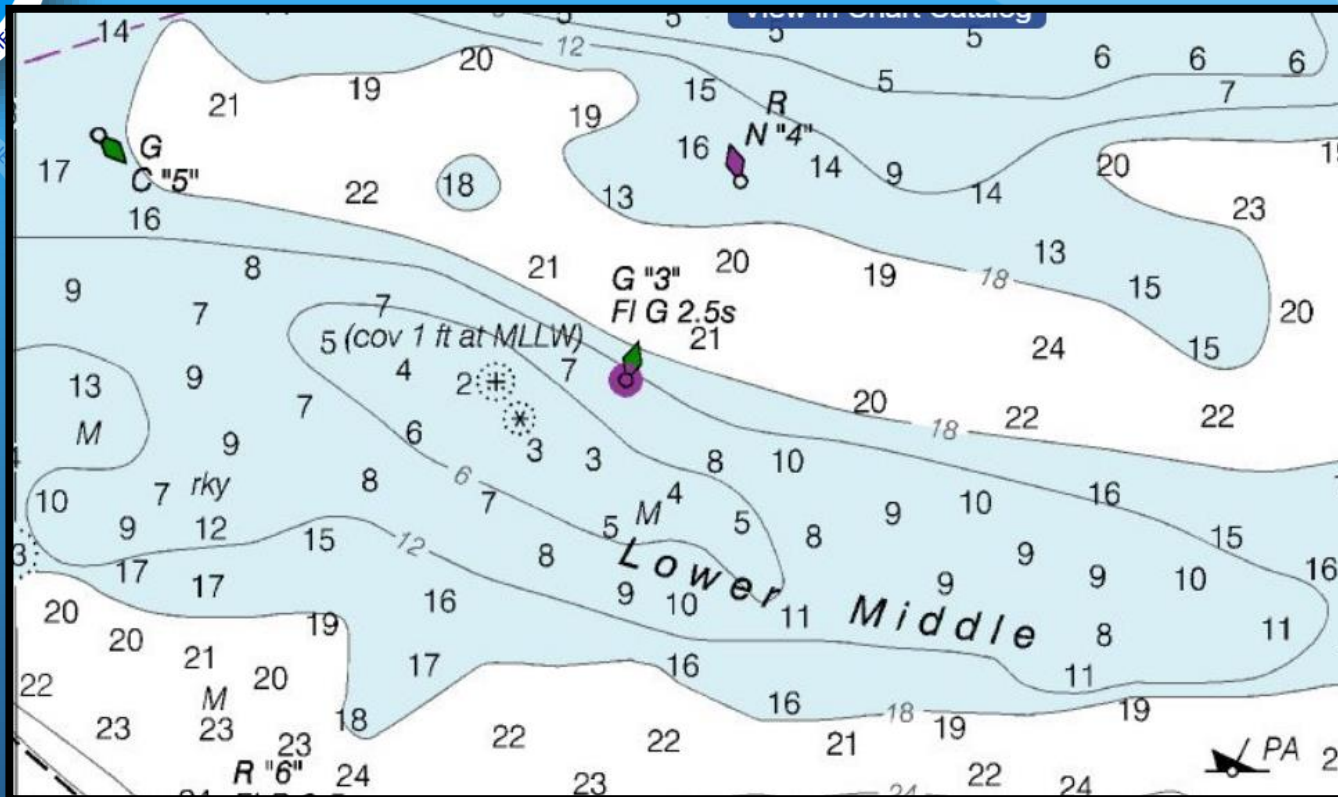 View in Chart Catalog
14 20 5 5 5 5 6 6 6
12
21 19 19 15 R 5 7
G 16 N "4"
17 C "5" 22 18 13 14 9 14 20 23
16
8 21 20 19 13 15 20
9 7 7 G "3" 18
Fl G 2.5s
5 (cov 1 ft at MLLW) 21 24 15
13 9 4 2 7
M 7 6 20 22 22
9 3 3 8 10 18
10 7 rky 8 6 7 4 9 10 16
9 12 15 12 5 M 5 8 15
3 17 17 8 9 9 10 16
20 16 9 10 Lower 11 9 Middle 8 11
20 19
21 20 17 16 11
22 M 16 18 19 19
23 23 18
23 22 22 21 PA
R "6" 24 23 22 24 24